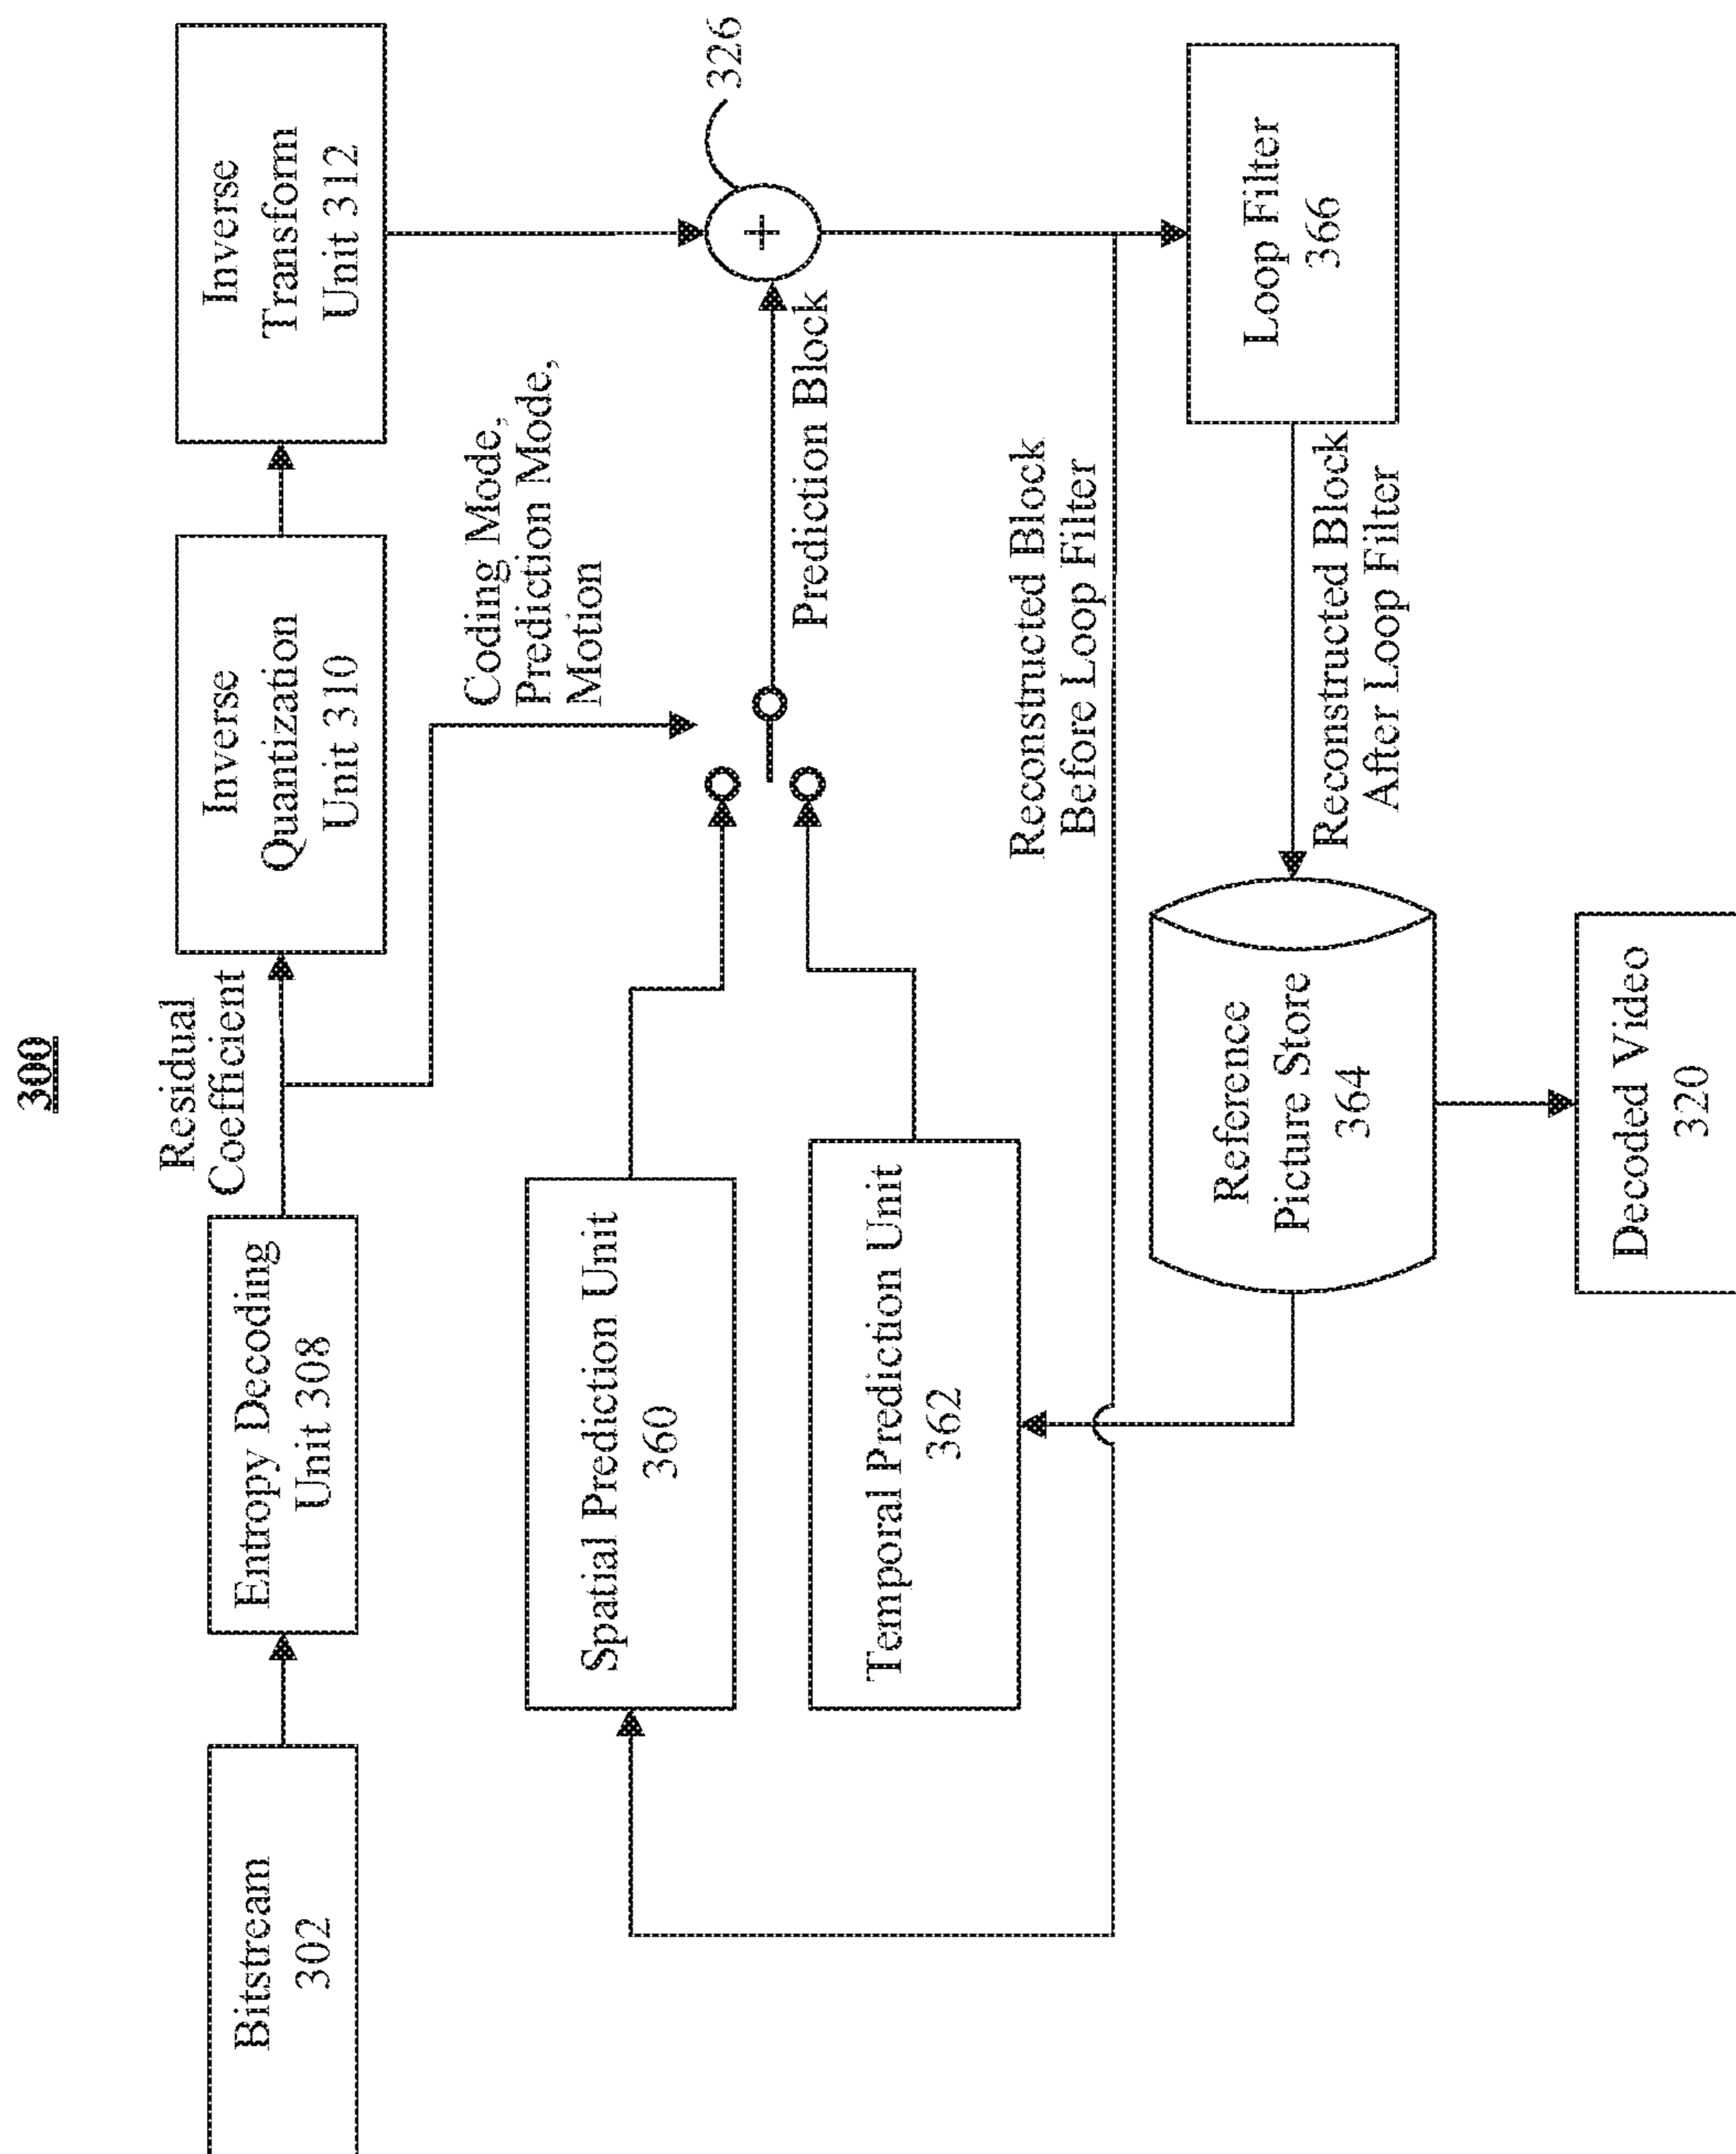 300
Bitstream
302
Entropy Decoding
Unit 308
Residual
Coefficient
Inverse
Quantization
Unit 310
Inverse
Transform
Unit 312
Coding Mode,
Prediction Mode,
Motion
Spatial Prediction Unit
360
Temporal Prediction Unit
362
Prediction Block
+
326
Reconstructed Block
Before Loop Filter
Loop Filter
366
Reconstructed Block
After Loop Filter
Reference
Picture Store
364
Decoded Video
320